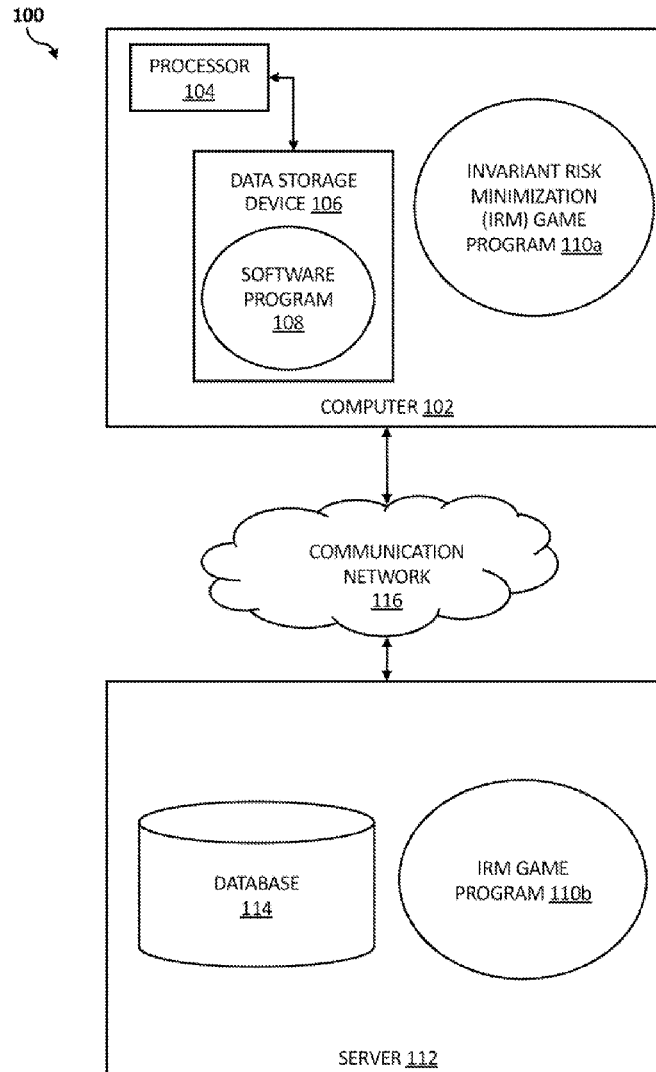 100
PROCESSOR
104
DATA STORAGE
DEVICE 106
SOFTWARE
PROGRAM
108
INVARIANT RISK
MINIMIZATION
(IRM) GAME
PROGRAM 110a
COMPUTER 102
COMMUNICATION
NETWORK
116
DATABASE
114
IRM GAME
PROGRAM 110b
SERVER 112